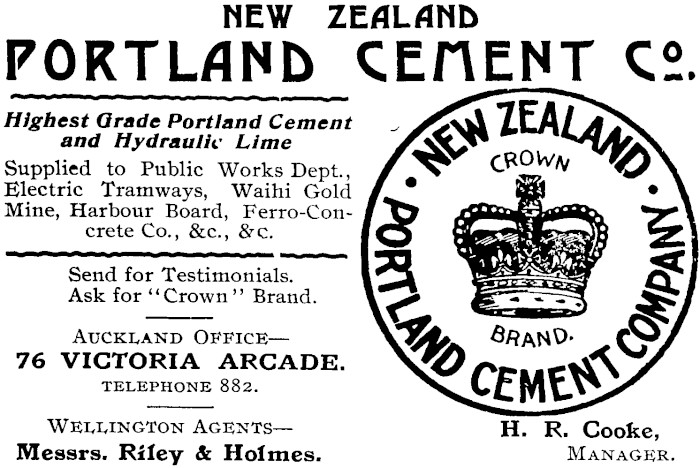 NEW ZEALAND
PORTLAND CEMENT Co.
Highest Grade Portland Cement
and Hydraulic Lime
Supplied to Public Works Dept.,
Electric Tramways, Waihi Gold
Mine, Harbour Board, Ferro-Con-
crete Co., &c., &c.
Send for Testimonials.
Ask for "Crown" Brand.
AUCKLAND OFFICE—
76 VICTORIA ARCADE.
TELEPHONE 882.
WELLINGTON AGENTS—
Messrs. Riley & Holmes.
· NEW ZEALAND ·
PORTLAND CEMENT COMPANY
CROWN
BRAND.
H. R. Cooke,
MANAGER.